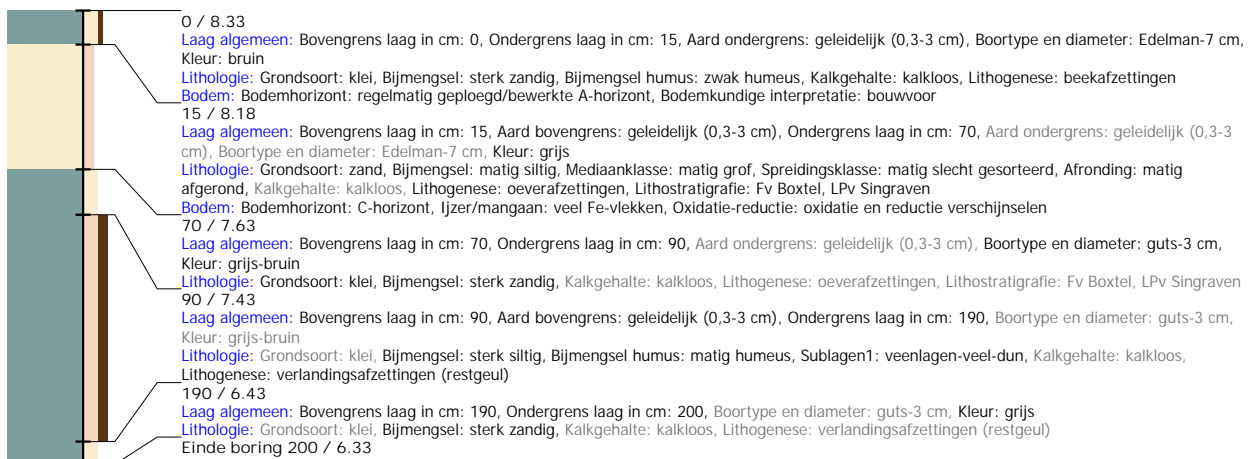 0 / 8.33
Laag algemeen: Bovengrens laag in cm: 0, Ondergrens laag in cm: 15, Aard ondergrens: geleidelijk (0,3-3 cm), Boortype en diameter: Edelman-7 cm,
Kleur: bruin
Lithologie: Grondsoort: klei, Bijmengsel: sterk zandig, Bijmengsel humus: zwak humeus, Kalkgehalte: kalkloos, Lithogenese: beekafzettingen
Bodem: Bodemhorizont: regelmatig geploegd/bewerkte A-horizont, Bodemkundige interpretatie: bouwvoor
15 / 8.18
Laag algemeen: Bovengrens laag in cm: 15, Aard bovengrens: geleidelijk (0,3-3 cm), Ondergrens laag in cm: 70, Aard ondergrens: geleidelijk (0,3-3
cm), Boortype en diameter: Edelman-7 cm, Kleur: grijs
Lithologie: Grondsoort: zand, Bijmengsel: matig siltig, Mediaanklasse: matig grof, Spreidingsklasse: matig slecht gesorteerd, Afronding: matig
afgerond, Kalkgehalte: kalkloos, Lithogenese: oeverafzettingen, Lithostratigrafie: Fv Boxtel, LPv Singraven
Bodem: Bodemhorizont: C-horizont, Ijzer/mangaan: veel Fe-vlekken, Oxidatie-reductie: oxidatie en reductie verschijnselen
70 / 7.63
Laag algemeen: Bovengrens laag in cm: 70, Ondergrens laag in cm: 90, Aard ondergrens: geleidelijk (0,3-3 cm), Boortype en diameter: guts-3 cm,
Kleur: grijs-bruin
Lithologie: Grondsoort: klei, Bijmengsel: sterk zandig, Kalkgehalte: kalkloos, Lithogenese: oeverafzettingen, Lithostratigrafie: Fv Boxtel, LPv Singraven
90 / 7.43
Laag algemeen: Bovengrens laag in cm: 90, Aard bovengrens: geleidelijk (0,3-3 cm), Ondergrens laag in cm: 190, Boortype en diameter: guts-3 cm,
Kleur: grijs-bruin
Lithologie: Grondsoort: klei, Bijmengsel: sterk siltig, Bijmengsel humus: matig humeus, Sublagen1: veenlagen-veel-dun, Kalkgehalte: kalkloos,
Lithogenese: verlandingsafzettingen (restgeul)
190 / 6.43
Laag algemeen: Bovengrens laag in cm: 190, Ondergrens laag in cm: 200, Boortype en diameter: guts-3 cm, Kleur: grijs
Lithologie: Grondsoort: klei, Bijmengsel: sterk zandig, Kalkgehalte: kalkloos, Lithogenese: verlandingsafzettingen (restgeul)
Einde boring 200 / 6.33